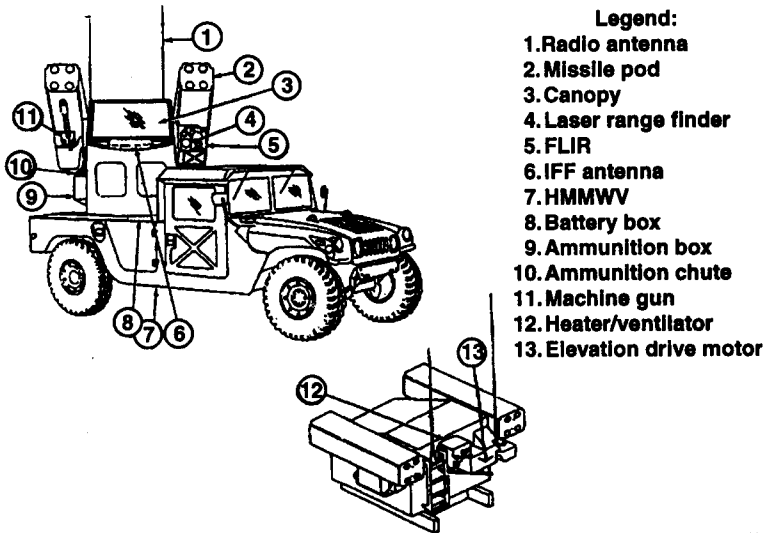 Legend:
1.Radio antenna
2.Missile pod
3.Canopy
4.Laser range finder
5.FLIR
6.IFF antenna
7.HMMWV
8.Battery box
9.Ammunition box
10.Ammunition chute
11.Machine gun
12.Heater/ventilator
13.Elevation drive motor
1
2
3
4
5
11
10
9
8
7
6
13
12